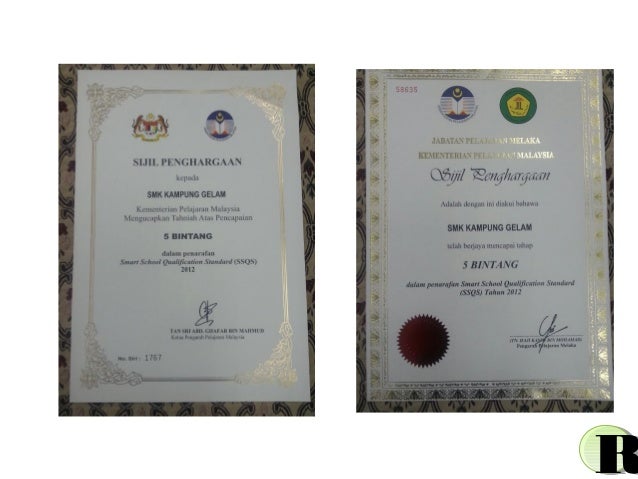 SIJIL PENGHARGAAN
kepada
SMK KAMPUNG GELAM
Kementerian Pelajaran Malaysia
Mengucapkan Tahniah Atas Pencapaian
5 BINTANG
dalam penarafan
Smart School Qualification Standard (SSQS)
2012
TAN SRI ABD. GHAFAR BIN MAHMUD
Ketua Pengarah Pelajaran Malaysia
No. Siri : 1767
58635
JABATAN PELAJARAN MELAKA
KEMENTERIAN PELAJARAN MALAYSIA
Sijil Penghargaan
Adalah dengan ini diakui bahawa
SMK KAMPUNG GELAM
telah berjaya mencapai tahap
5 BINTANG
dalam penarafan Smart School Qualification Standard
(SSQS) Tahun 2012
BIN MOHAMAD)
Pengarah Pelajaran Melaka
R